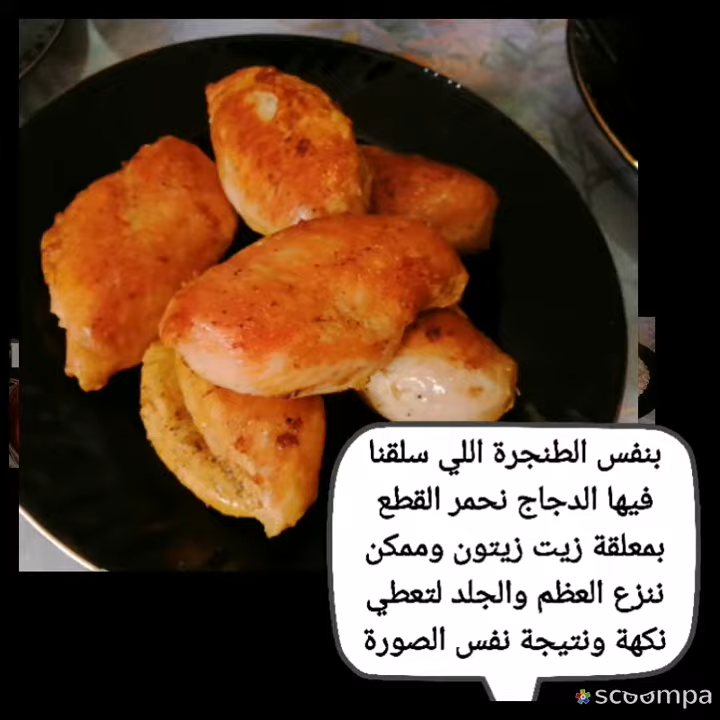 بنفس الطنجرة اللي سلقنا
فيها الدجاج نحمر القطع
بمعلقة زيت زيتون وممكن
ننزع العظم والجلد لتعطي
نكهة ونتيجة نفس الصورة
scoompa